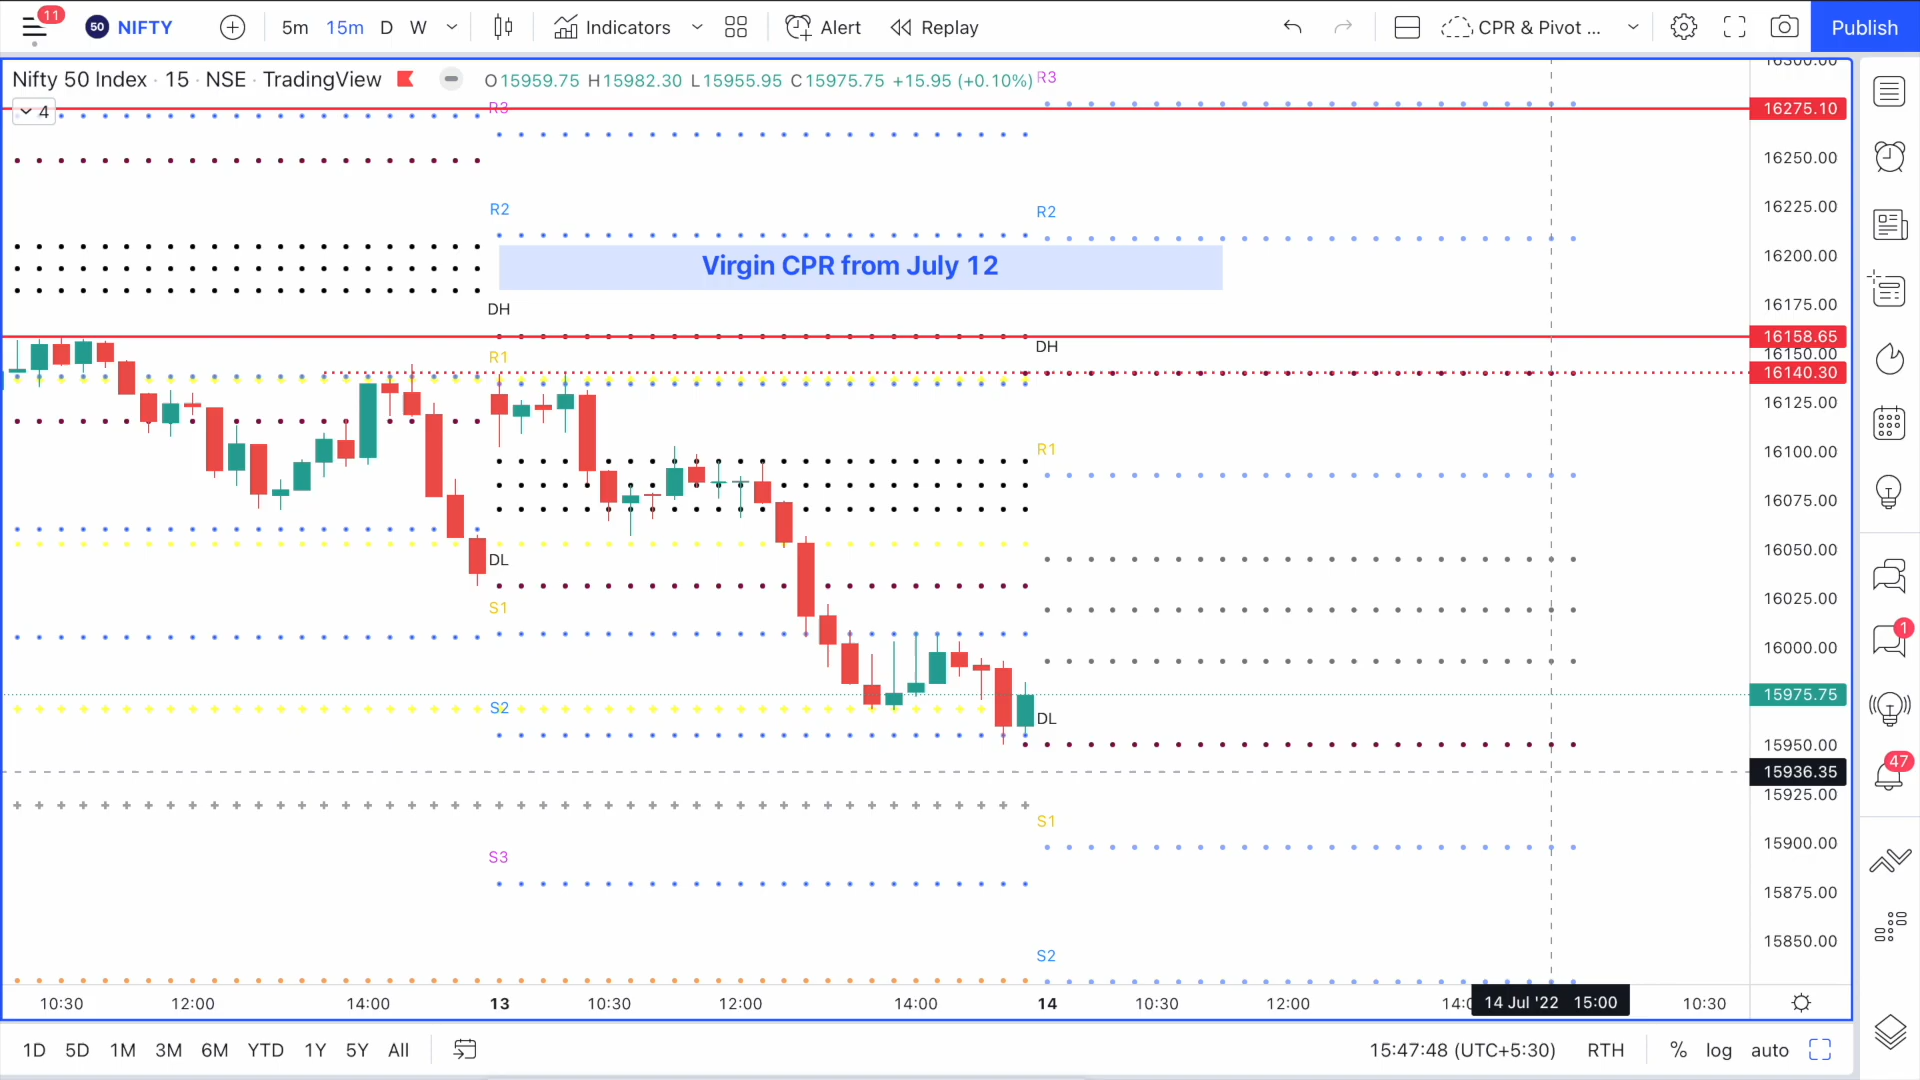 11
50 NIFTY 5m 15m D W Indicators Alert Replay CPR & Pivot ... Publish
Nifty 50 Index · 15 · NSE · TradingView O15959.75 H15982.30 L15955.95 C15975.75 +15.95 (+0.10%)
4
R3
R3
R2
R2
Virgin CPR from July 12
DH
DH
R1
R1
DL
S1
S2
DL
S1
S3
S2
16300.00
16275.10
16250.00
16225.00
16200.00
16175.00
16158.65
16150.00
16140.30
16125.00
16100.00
16075.00
16050.00
16025.00
16000.00
15975.75
15950.00
15936.35
15925.00
15900.00
15875.00
15850.00
1
47
10:30 12:00 14:00 13 10:30 12:00 14:00 14 10:30 12:00 14:0 14 Jul '22 15:00 10:30
1D 5D 1M 3M 6M YTD 1Y 5Y All 15:47:48 (UTC+5:30) RTH % log auto